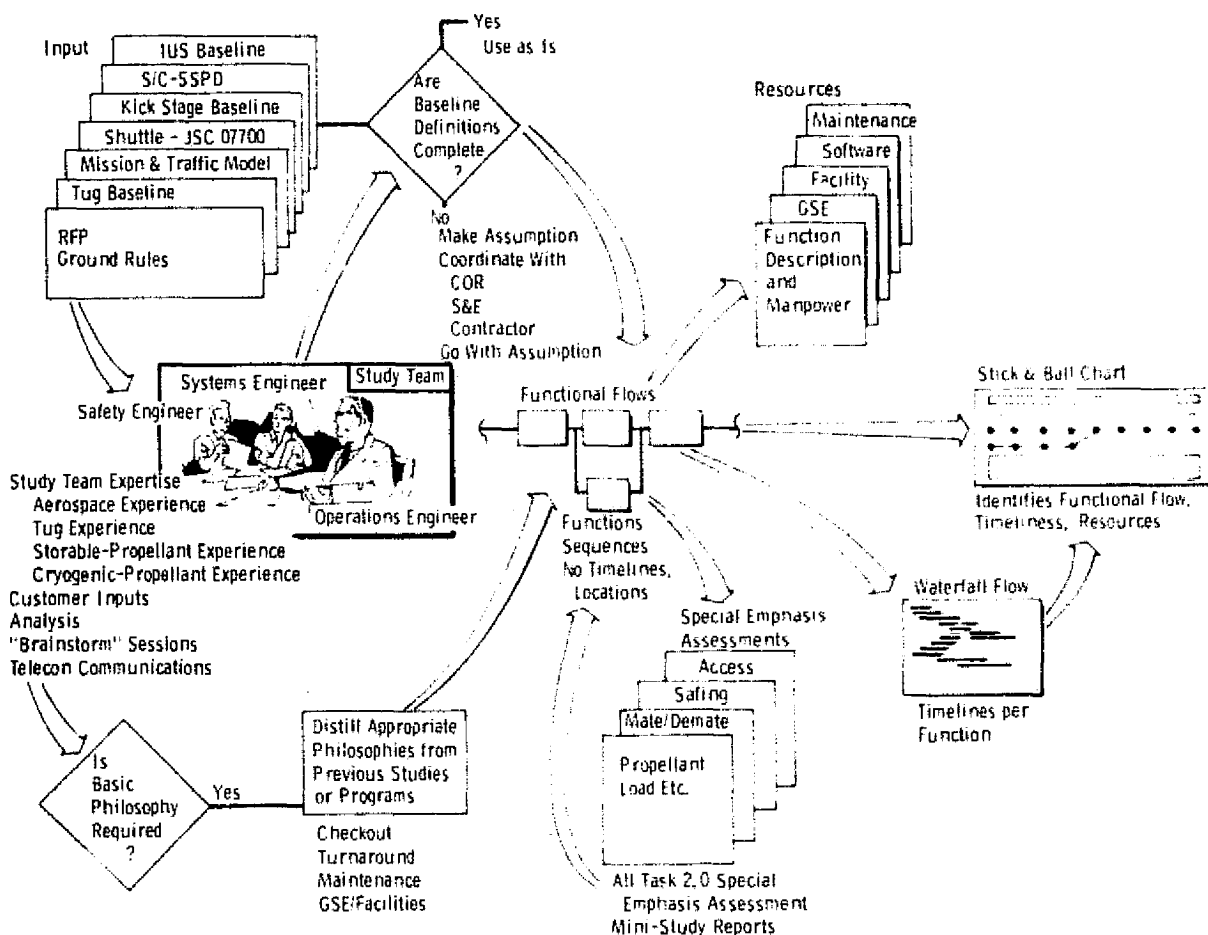 Input
IUS Baseline
S/C-SSPD
Kick Stage Baseline
Shuttle - JSC 07700
Mission & Traffic Model
Tug Baseline
RFP
Ground Rules
Yes
Use as Is
Are
Baseline
Definitions
Complete
?
No
Make Assumption
Coordinate With
COR
S&E
Contractor
Go With Assumption
Resources
Maintenance
Software
Facility
GSE
Function
Description
and
Manpower
Systems Engineer
Study Team
Safety Engineer
Operations Engineer
Study Team Expertise
Aerospace Experience
Tug Experience
Storable-Propellant Experience
Cryogenic-Propellant Experience
Customer Inputs
Analysis
"Brainstorm" Sessions
Telecon Communications
Functional Flows
Functions
Sequences
No Timelines,
Locations
Stick & Ball Chart
Identifies Functional Flow,
Timeliness, Resources
Waterfall Flow
Timelines per
Function
Special Emphasis
Assessments
Access
Safing
Mate/Demate
Propellant
Load Etc.
All Task 2.0 Special
Emphasis Assessment
Mini-Study Reports
Is
Basic
Philosophy
Required
?
Yes
Distill Appropriate
Philosophies from
Previous Studies
or Programs
Checkout
Turnaround
Maintenance
GSE/Facilities